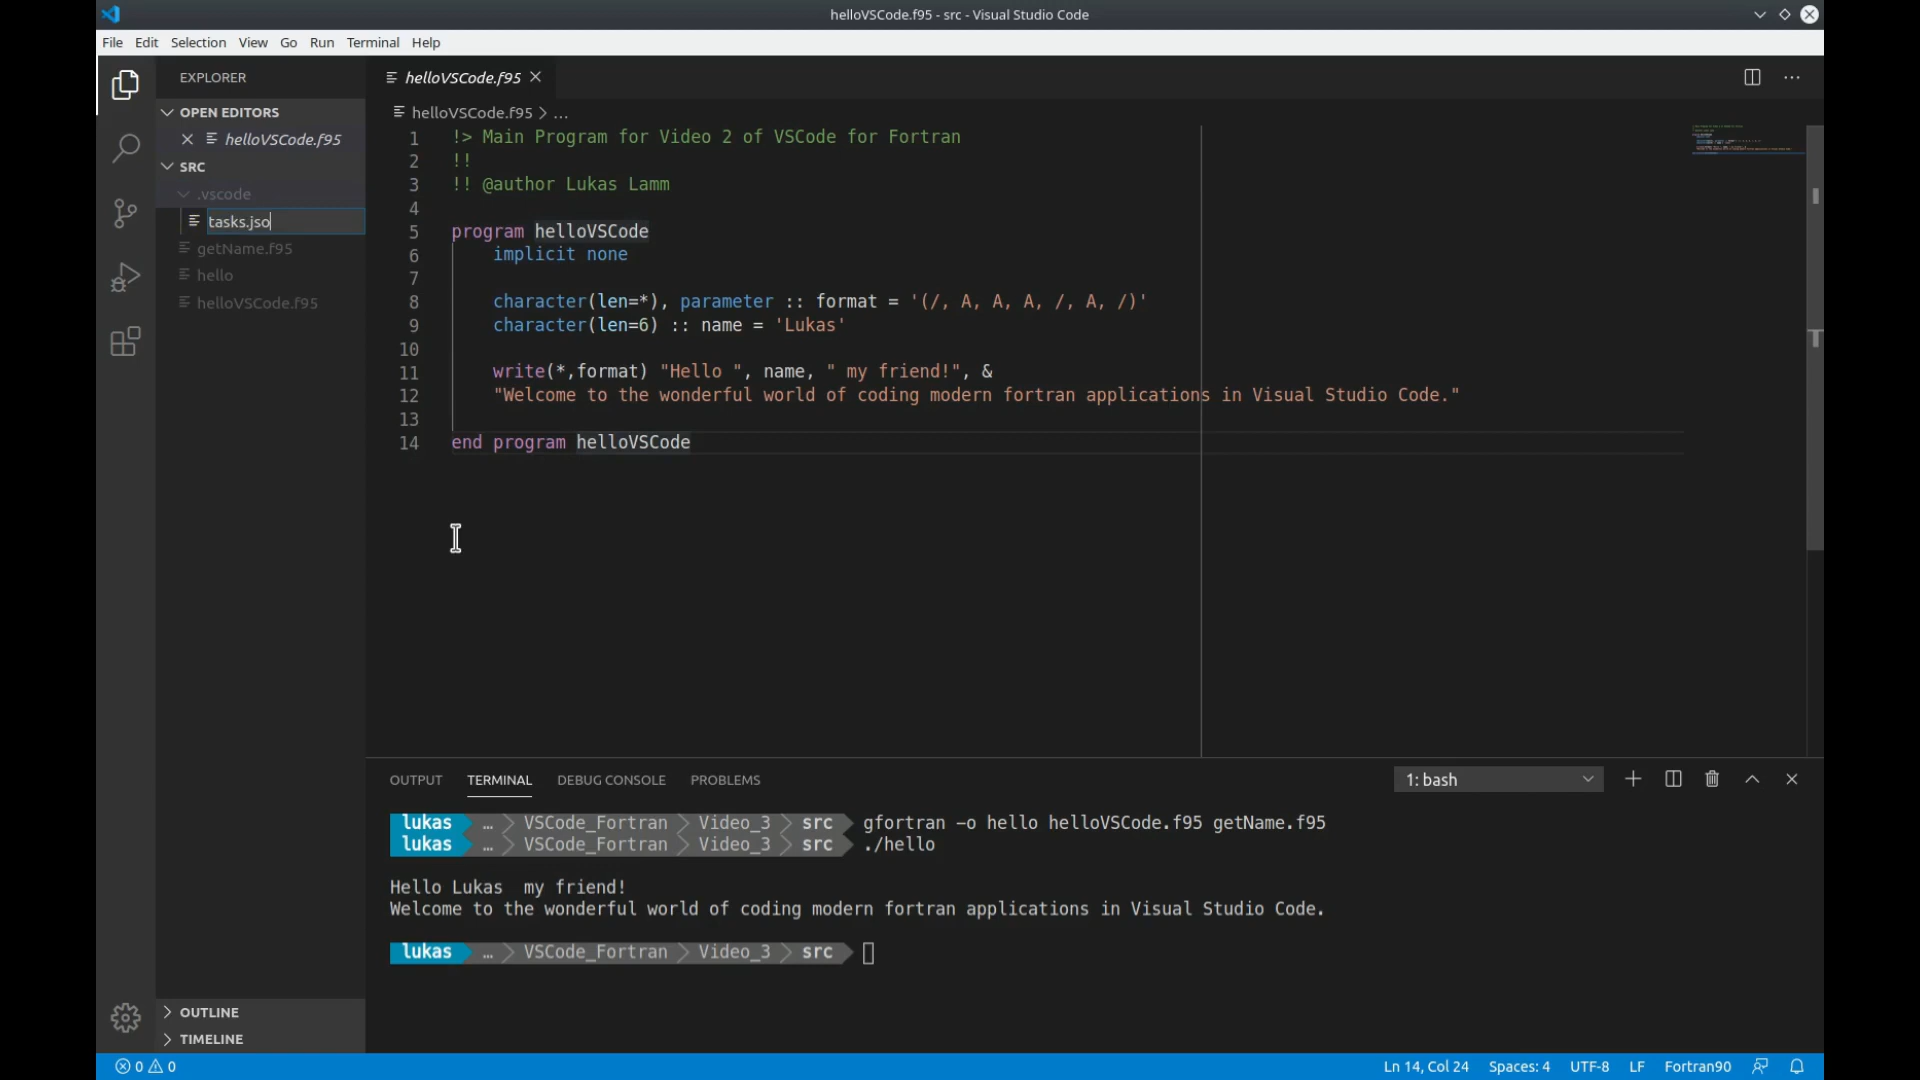 helloVSCode.f95 - src - Visual Studio Code
File Edit Selection View Go Run Terminal Help
EXPLORER
OPEN EDITORS
helloVSCode.f95
SRC
.vscode
tasks.jso
getName.f95
hello
helloVSCode.f95
OUTLINE
TIMELINE
helloVSCode.f95
helloVSCode.f95 > ...
1 !> Main Program for Video 2 of VSCode for Fortran
2 !!
3 !! @author Lukas Lamm
4
5 program helloVSCode
6 implicit none
7
8 character(len=*), parameter :: format = '(/, A, A, A, /, A, /)'
9 character(len=6) :: name = 'Lukas'
10
11 write(*,format) "Hello ", name, " my friend!", &
12 "Welcome to the wonderful world of coding modern fortran applications in Visual Studio Code."
13
14 end program helloVSCode
OUTPUT TERMINAL DEBUG CONSOLE PROBLEMS 1: bash
lukas … VSCode_Fortran Video_3 src gfortran -o hello helloVSCode.f95 getName.f95
lukas … VSCode_Fortran Video_3 src ./hello
Hello Lukas  my friend!
Welcome to the wonderful world of coding modern fortran applications in Visual Studio Code.
lukas … VSCode_Fortran Video_3 src
0 0 Ln 14, Col 24 Spaces: 4 UTF-8 LF Fortran90